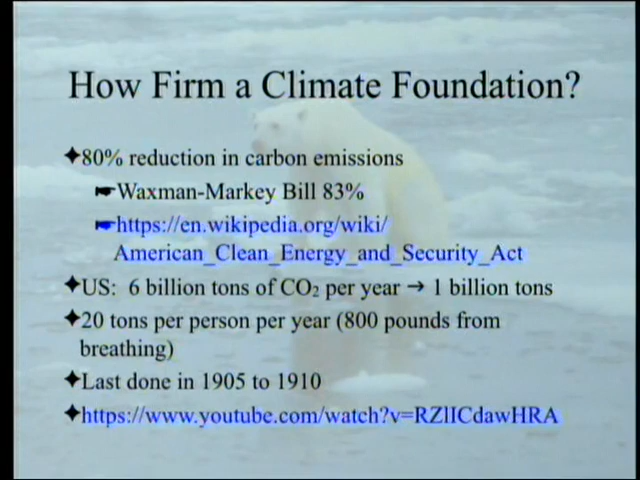 How Firm a Climate Foundation?
✦80% reduction in carbon emissions
☛Waxman-Markey Bill 83%
☛https://en.wikipedia.org/wiki/
American_Clean_Energy_and_Security_Act
✦US: 6 billion tons of CO₂ per year → 1 billion tons
✦20 tons per person per year (800 pounds from
breathing)
✦Last done in 1905 to 1910
✦https://www.youtube.com/watch?v=RZlICdawHRA